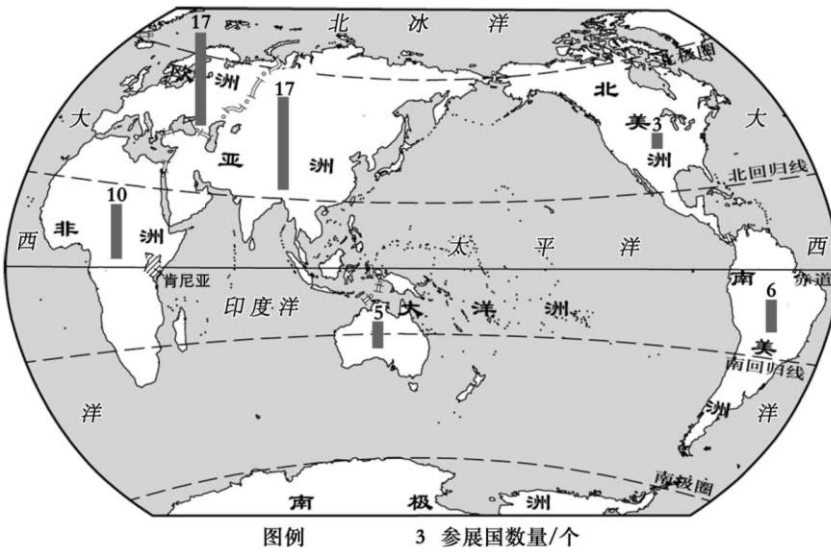 北冰洋
17
欧洲
北极圈
17
北
大
美
3
大
亚洲
洲
北回归线
10
非洲
西
太平洋
西
肯尼亚
南
赤道
印度洋
5
大洋洲
6
美
南回归线
洋
洲
洋
南极圈
南极洲
图例
3 参展国数量/个